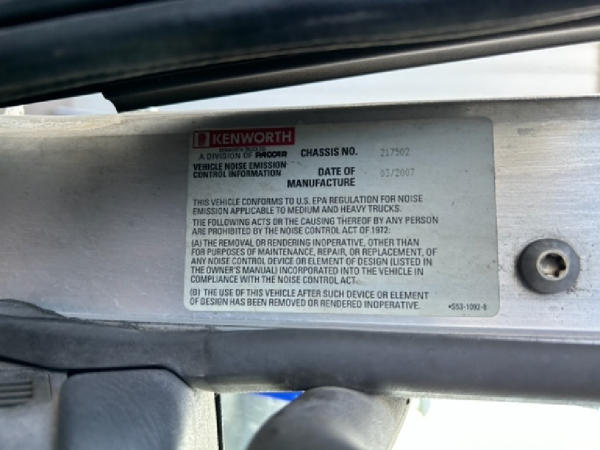 KENWORTH
A DIVISION OF PACCAR
CHASSIS NO. 217502
VEHICLE NOISE EMISSION
CONTROL INFORMATION
DATE OF
MANUFACTURE
03/2007
THIS VEHICLE CONFORMS TO U.S. EPA REGULATION FOR NOISE
EMISSION APPLICABLE TO MEDIUM AND HEAVY TRUCKS.
THE FOLLOWING ACTS OR THE CAUSING THEREOF BY ANY PERSON
ARE PROHIBITED BY THE NOISE CONTROL ACT OF 1972:
(A) THE REMOVAL OR RENDERING INOPERATIVE, OTHER THAN
FOR PURPOSES OF MAINTENANCE, REPAIR, OR REPLACEMENT, OF
ANY NOISE CONTROL DEVICE OR ELEMENT OF DESIGN (LISTED IN
THE OWNER'S MANUAL) INCORPORATED INTO THE VEHICLE IN
COMPLIANCE WITH THE NOISE CONTROL ACT.
(B) THE USE OF THIS VEHICLE AFTER SUCH DEVICE OR ELEMENT
OF DESIGN HAS BEEN REMOVED OR RENDERED INOPERATIVE.
•S53-1092-8